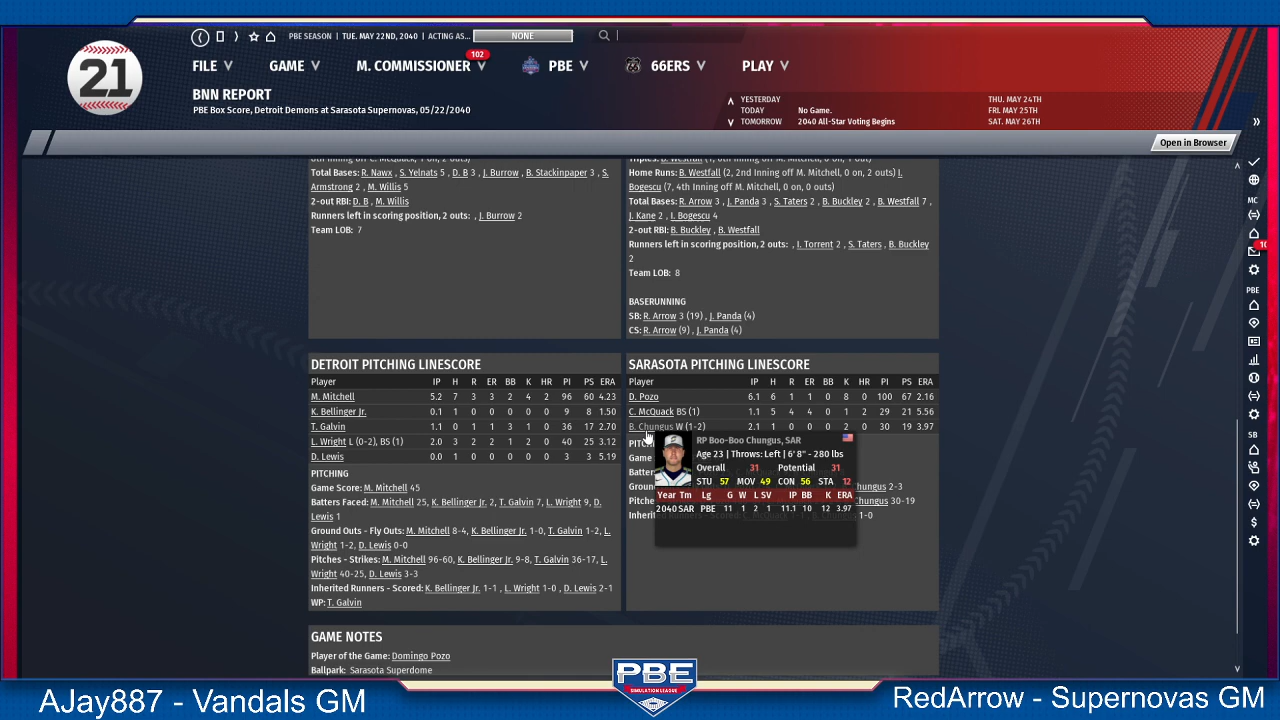 PBE SEASON | TUE. MAY 22ND, 2040 | ACTING AS... NONE
21
102
FILE GAME M. COMMISSIONER PBE 66ERS PLAY
BNN REPORT
PBE Box Score, Detroit Demons at Sarasota Supernovas, 05/22/2040
YESTERDAY THU. MAY 24TH
TODAY No Game. FRI. MAY 25TH
TOMORROW 2040 All-Star Voting Begins SAT. MAY 26TH
Open in Browser
Total Bases: R. Nawx , S. Yelnats 5 , D. B 3 , J. Burrow , B. Stackinpaper 3 , S.
Armstrong 2 , M. Willis 5
2-out RBI: D. B , M. Willis
Runners left in scoring position, 2 outs: , J. Burrow 2
Team LOB: 7
Home Runs: B. Westfall (2, 2nd Inning off M. Mitchell, 0 on, 2 outs) I.
Bogescu (7, 4th Inning off M. Mitchell, 0 on, 0 outs)
Total Bases: R. Arrow 3 , J. Panda 3 , S. Taters 2 , B. Buckley 2 , B. Westfall 7 ,
J. Kane 2 , I. Bogescu 4
2-out RBI: B. Buckley , B. Westfall
Runners left in scoring position, 2 outs: , I. Torrent 2 , S. Taters , B. Buckley
2
Team LOB: 8
BASERUNNING
SB: R. Arrow 3 (19) , J. Panda (4)
CS: R. Arrow (9) , J. Panda (4)
DETROIT PITCHING LINESCORE
Player IP H R ER BB K HR PI PS ERA
M. Mitchell 5.2 7 3 3 2 4 2 96 60 4.23
K. Bellinger Jr. 0.1 1 0 0 0 0 0 9 8 1.50
T. Galvin 1.1 0 1 1 3 1 0 36 17 2.70
L. Wright L (0-2), BS (1) 2.0 3 2 2 1 2 0 40 25 3.12
D. Lewis 0.0 1 0 0 0 0 0 3 3 5.19
PITCHING
Game Score: M. Mitchell 45
Batters Faced: M. Mitchell 25, K. Bellinger Jr. 2, T. Galvin 7, L. Wright 9, D.
Lewis 1
Ground Outs - Fly Outs: M. Mitchell 8-4, K. Bellinger Jr. 1-0, T. Galvin 1-2, L.
Wright 1-2, D. Lewis 0-0
Pitches - Strikes: M. Mitchell 96-60, K. Bellinger Jr. 9-8, T. Galvin 36-17, L.
Wright 40-25, D. Lewis 3-3
Inherited Runners - Scored: K. Bellinger Jr. 1-1 , L. Wright 1-0 , D. Lewis 2-1
WP: T. Galvin
SARASOTA PITCHING LINESCORE
Player IP H R ER BB K HR PI PS ERA
D. Pozo 6.1 6 1 1 0 8 0 100 67 2.16
C. McQuack BS (1) 1.1 5 4 4 0 1 2 29 21 5.56
B. Chungus W (1-2) 2.1 1 0 0 0 2 0 30 19 3.97
RP Boo-Boo Chungus, SAR
Age 23 | Throws: Left | 6' 8" - 280 lbs
Overall 31 Potential 31
STU 57 MOV 49 CON 56 STA 12
Year Tm Lg G W L SV IP BB K ERA
2040 SAR PBE 11 1 2 1 11.1 10 12 3.97
Game
Chungus 2-3
Chungus 30-19
1-0
GAME NOTES
Player of the Game: Domingo Pozo
Ballpark: Sarasota Superdome
MC
PBE
SB
PBE
SIMULATION LEAGUE
AJay887 - Vandals GM
RedArrow - Supernovas GM